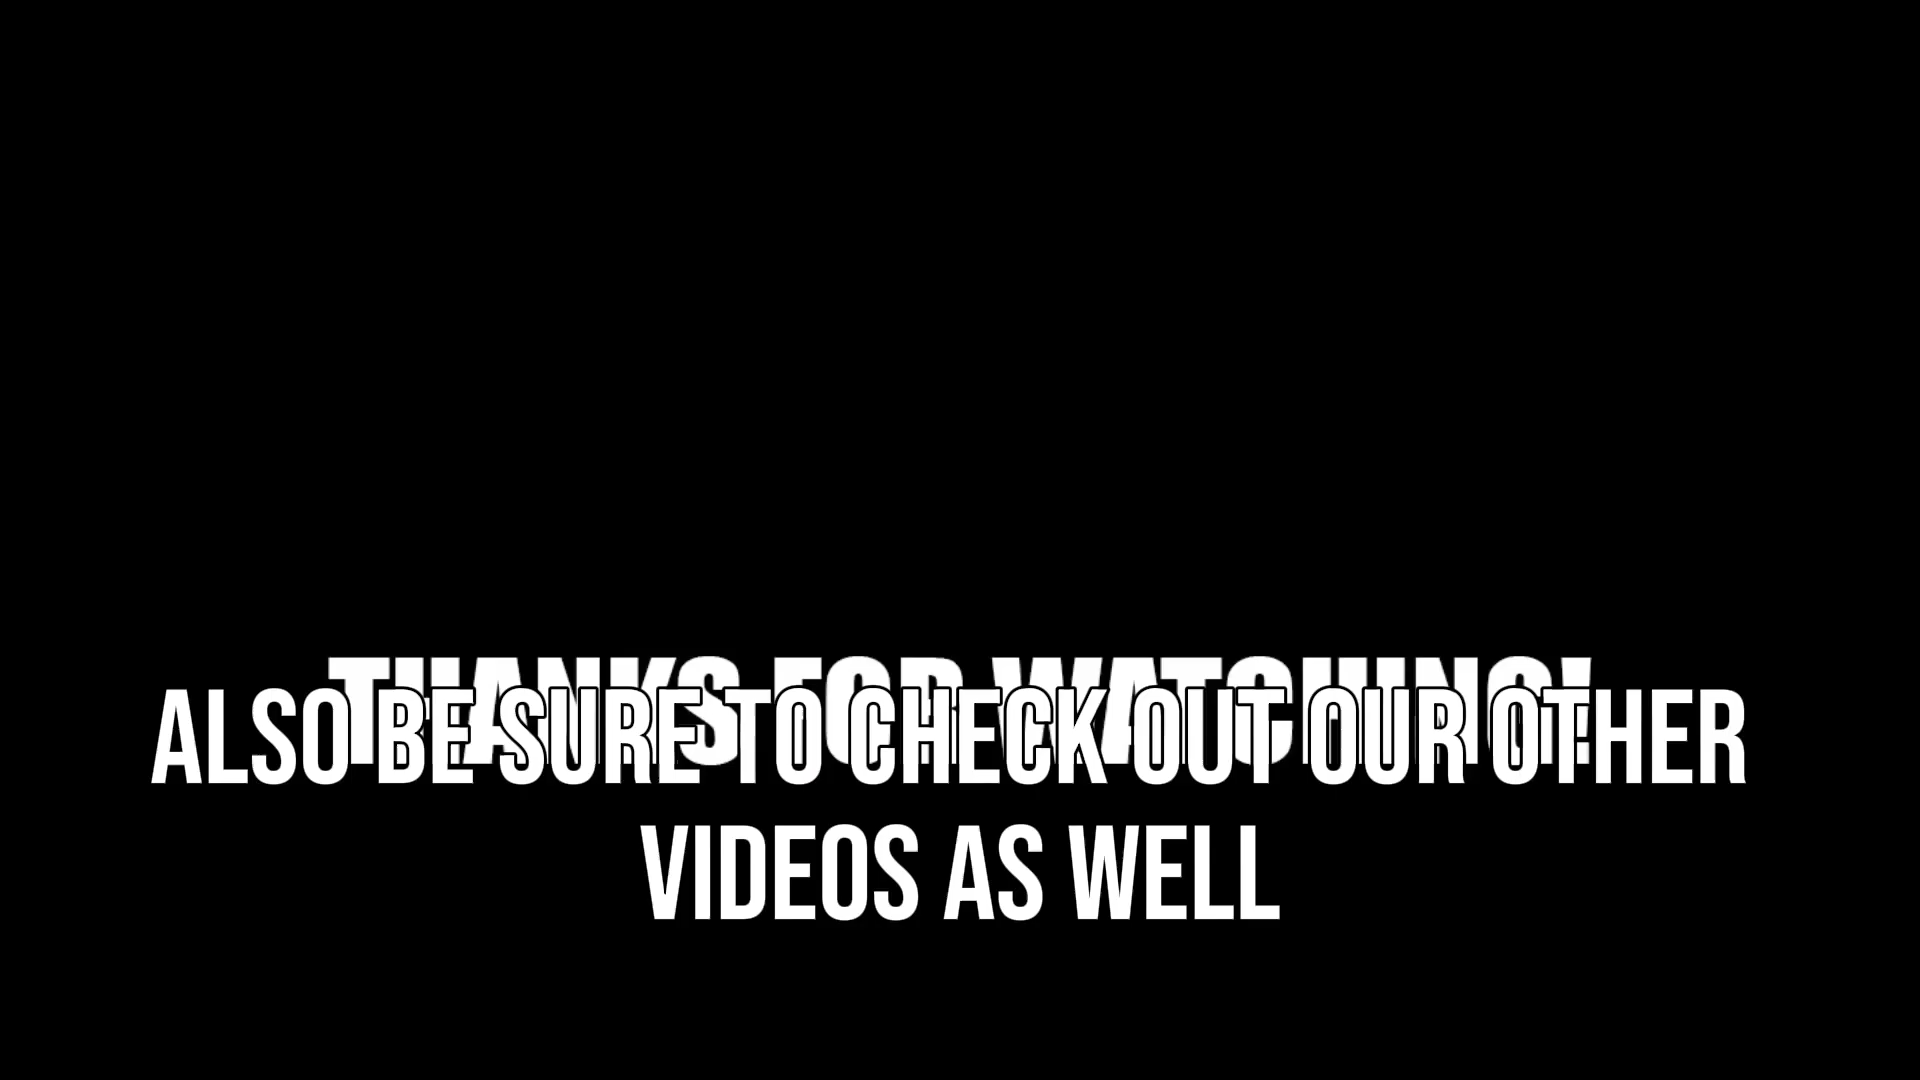 THANKS FOR WATCHING!
ALSO BE SURE TO CHECK OUT OUR OTHER
VIDEOS AS WELL